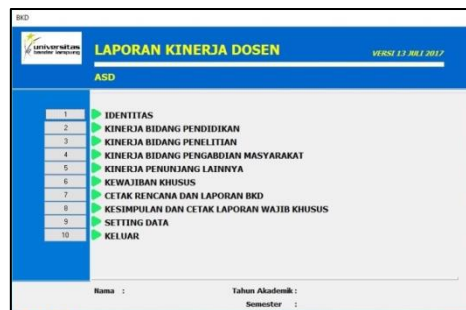 BKD
universitas
bandar lampung
LAPORAN KINERJA DOSEN
VERSI 13 JULI 2017
ASD
1 IDENTITAS
2 KINERJA BIDANG PENDIDIKAN
3 KINERJA BIDANG PENELITIAN
4 KINERJA BIDANG PENGABDIAN MASYARAKAT
5 KINERJA PENUNJANG LAINNYA
6 KEWAJIBAN KHUSUS
7 CETAK RENCANA DAN LAPORAN BKD
8 KESIMPULAN DAN CETAK LAPORAN WAJIB KHUSUS
9 SETTING DATA
10 KELUAR
Nama : Tahun Akademik :
Semester :